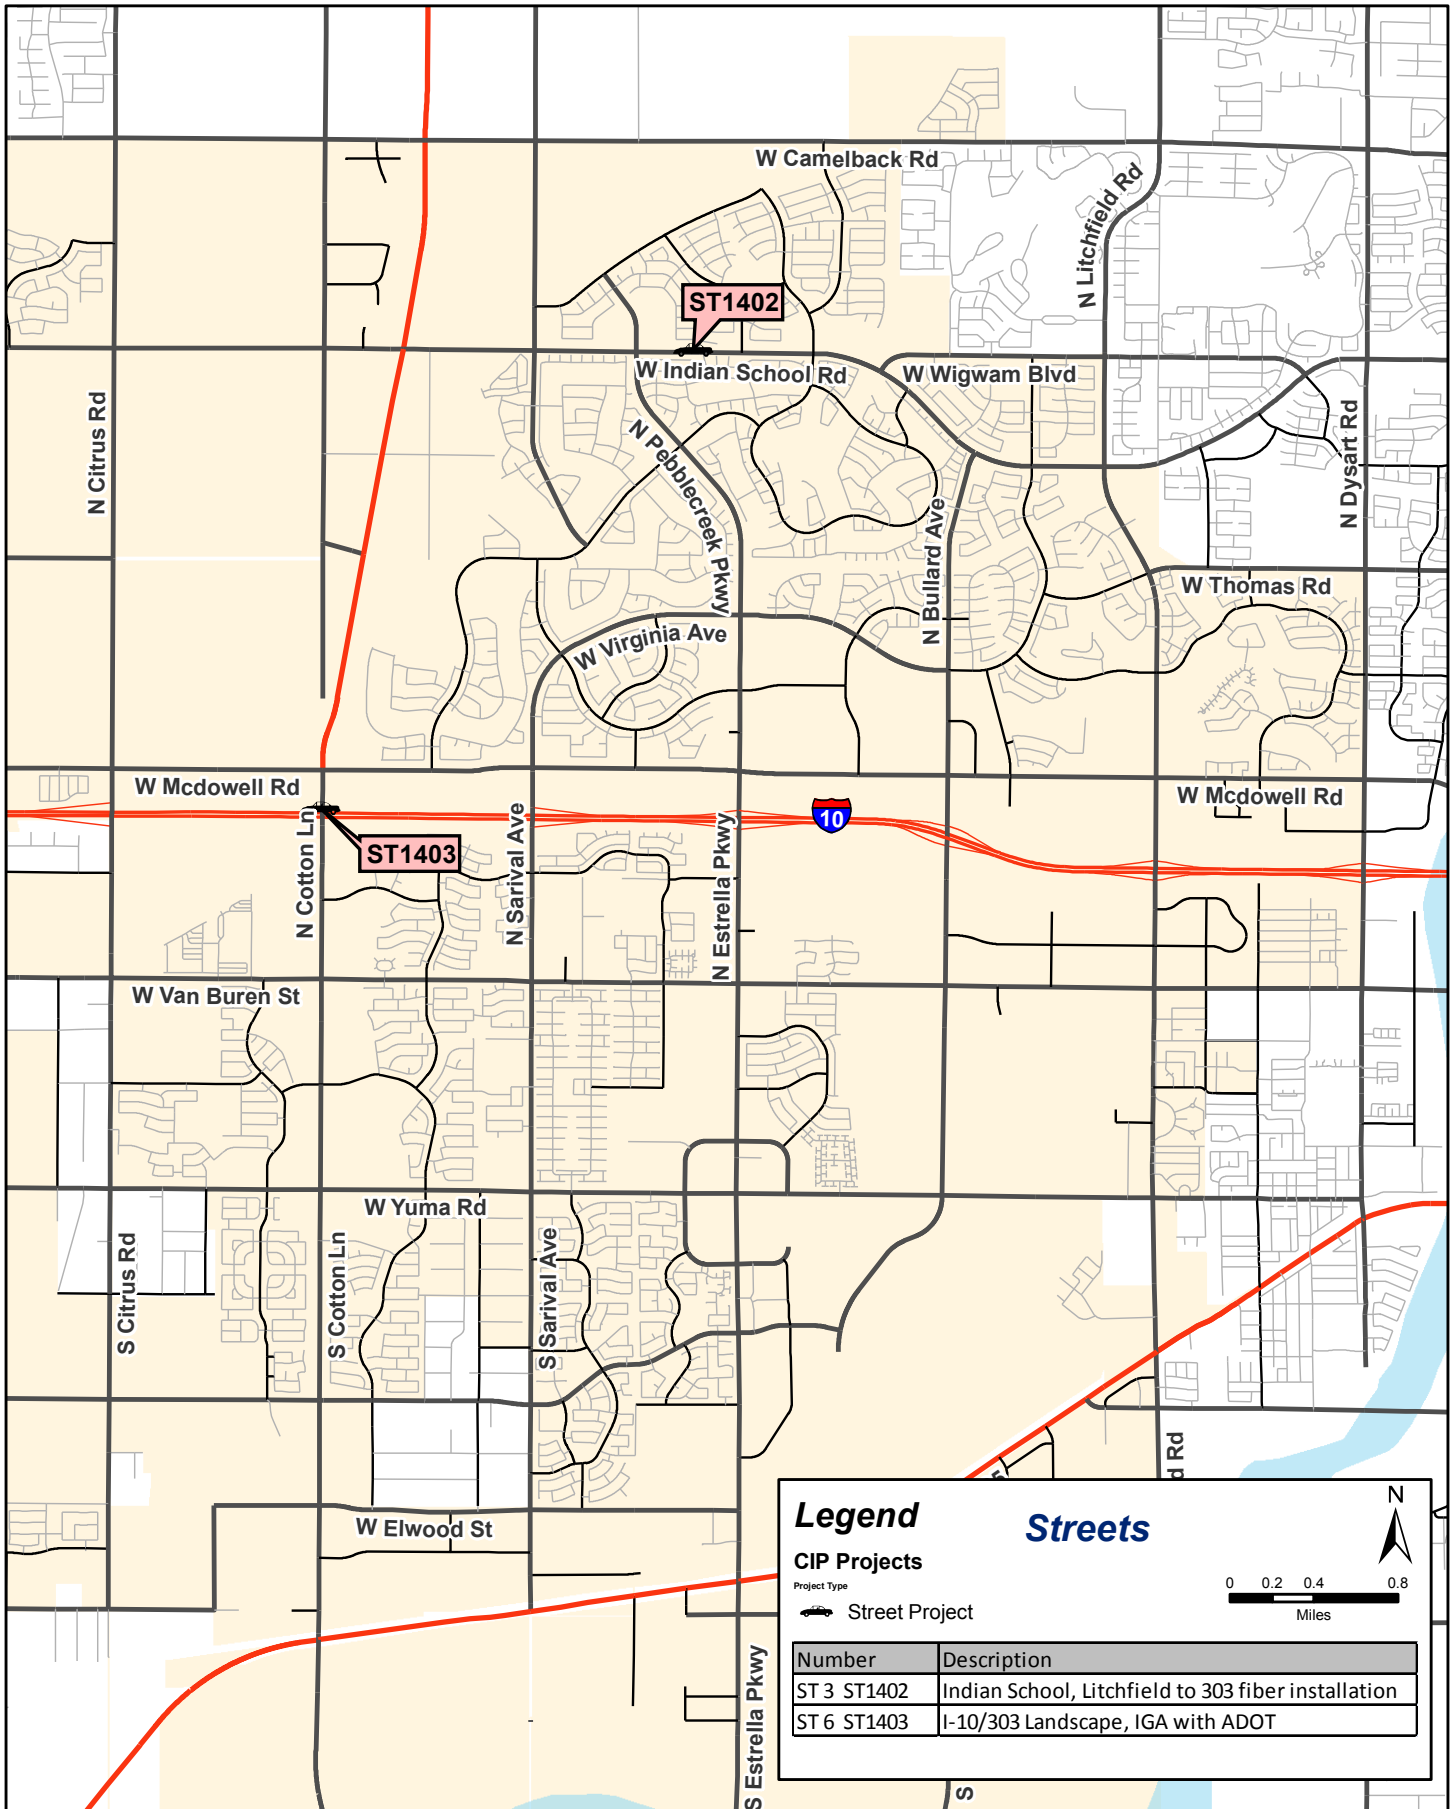 W Camelback Rd
N Litchfield Rd
ST1402
W Indian School Rd
W Wigwam Blvd
N Citrus Rd
N Pebblecreek Pkwy
N Dysart Rd
N Bullard Ave
W Thomas Rd
W Virginia Ave
W Mcdowell Rd
W Mcdowell Rd
10
N Cotton Ln
ST1403
N Sarival Ave
N Estrella Pkwy
W Van Buren St
W Yuma Rd
S Citrus Rd
S Cotton Ln
S Sarival Ave
d Rd
W Elwood St
S Estrella Pkwy
S
Legend
Streets
N
CIP Projects
Project Type
Street Project
0 0.2 0.4 0.8
Miles
Number Description
ST 3 ST1402 Indian School, Litchfield to 303 fiber installation
ST 6 ST1403 I-10/303 Landscape, IGA with ADOT